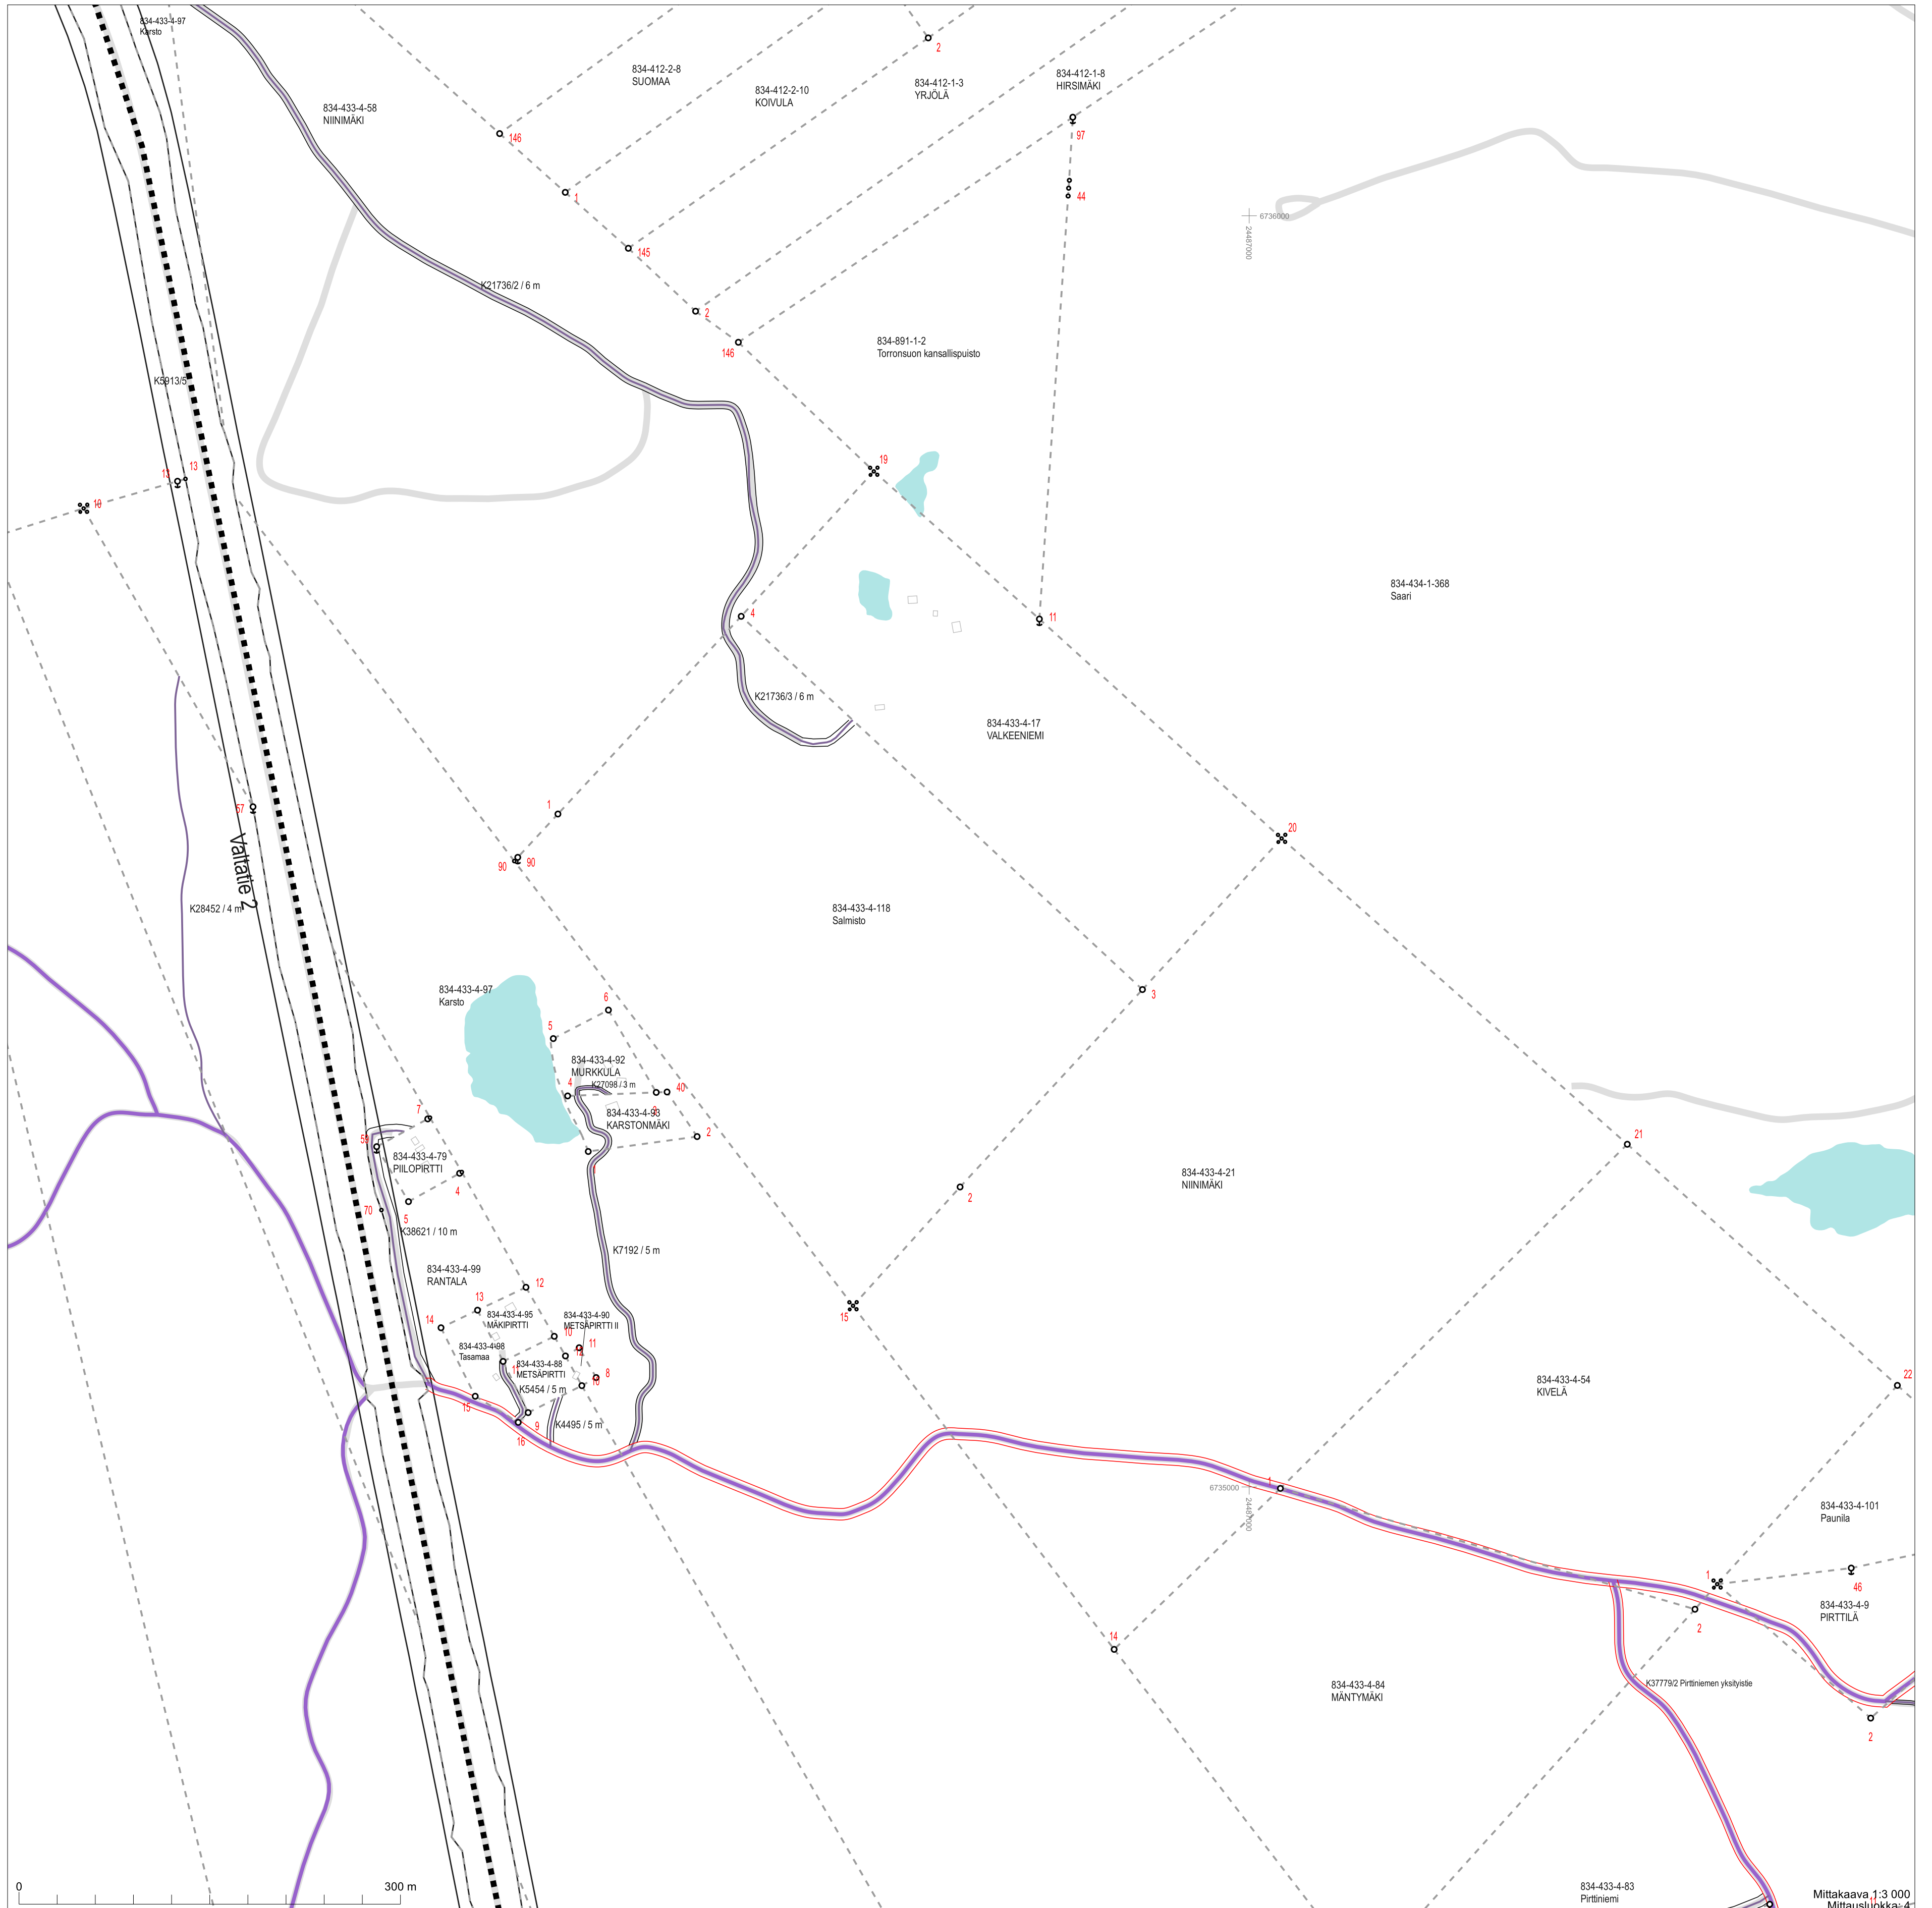 834-433-4-97
Karsto
2
834-412-2-8
SUOMAA
834-412-1-8
HIRSIMÄKI
834-412-2-10
KOIVULA
834-412-1-3
YRJÖLÄ
834-433-4-58
NIINIMÄKI
146
97
1
44
6736000
24487000
145
K21736/2 / 6 m
2
834-891-1-2
Torronsuon kansallispuisto
146
K5913/5
19
13
13
10
834-434-1-368
Saari
4
11
K21736/3 / 6 m
834-433-4-17
VALKEENIEMI
1
57
20
Valtatie 2
90
90
K28452 / 4 m
834-433-4-118
Salmisto
834-433-4-97
Karsto
3
6
5
834-433-4-92
MURKKULA
K27098 / 3 m
4
40
3
834-433-4-93
KARSTONMÄKI
7
2
59
21
834-433-4-79
PIILOPIRTTI
4
834-433-4-21
NIINIMÄKI
2
70
5
K38621 / 10 m
K7192 / 5 m
834-433-4-99
RANTALA
12
13
834-433-4-95
MÄKIPIRTTI
834-433-4-90
METSÄPIRTTI II
15
14
10
11
834-433-4-98
Tasamaa
834-433-4-88
METSÄPIRTTI
8
K5454 / 5 m
10
834-433-4-54
KIVELÄ
22
15
9
K4495 / 5 m
16
1
6735000
24487000
834-433-4-101
Paunila
1
46
834-433-4-9
PIRTTILÄ
2
14
834-433-4-84
MÄNTYMÄKI
K37779/2 Pirttiniemen yksityistie
2
834-433-4-83
Pirttiniemi
0
300 m
Mittakaava 1:3 000
Mittausluokka: 4